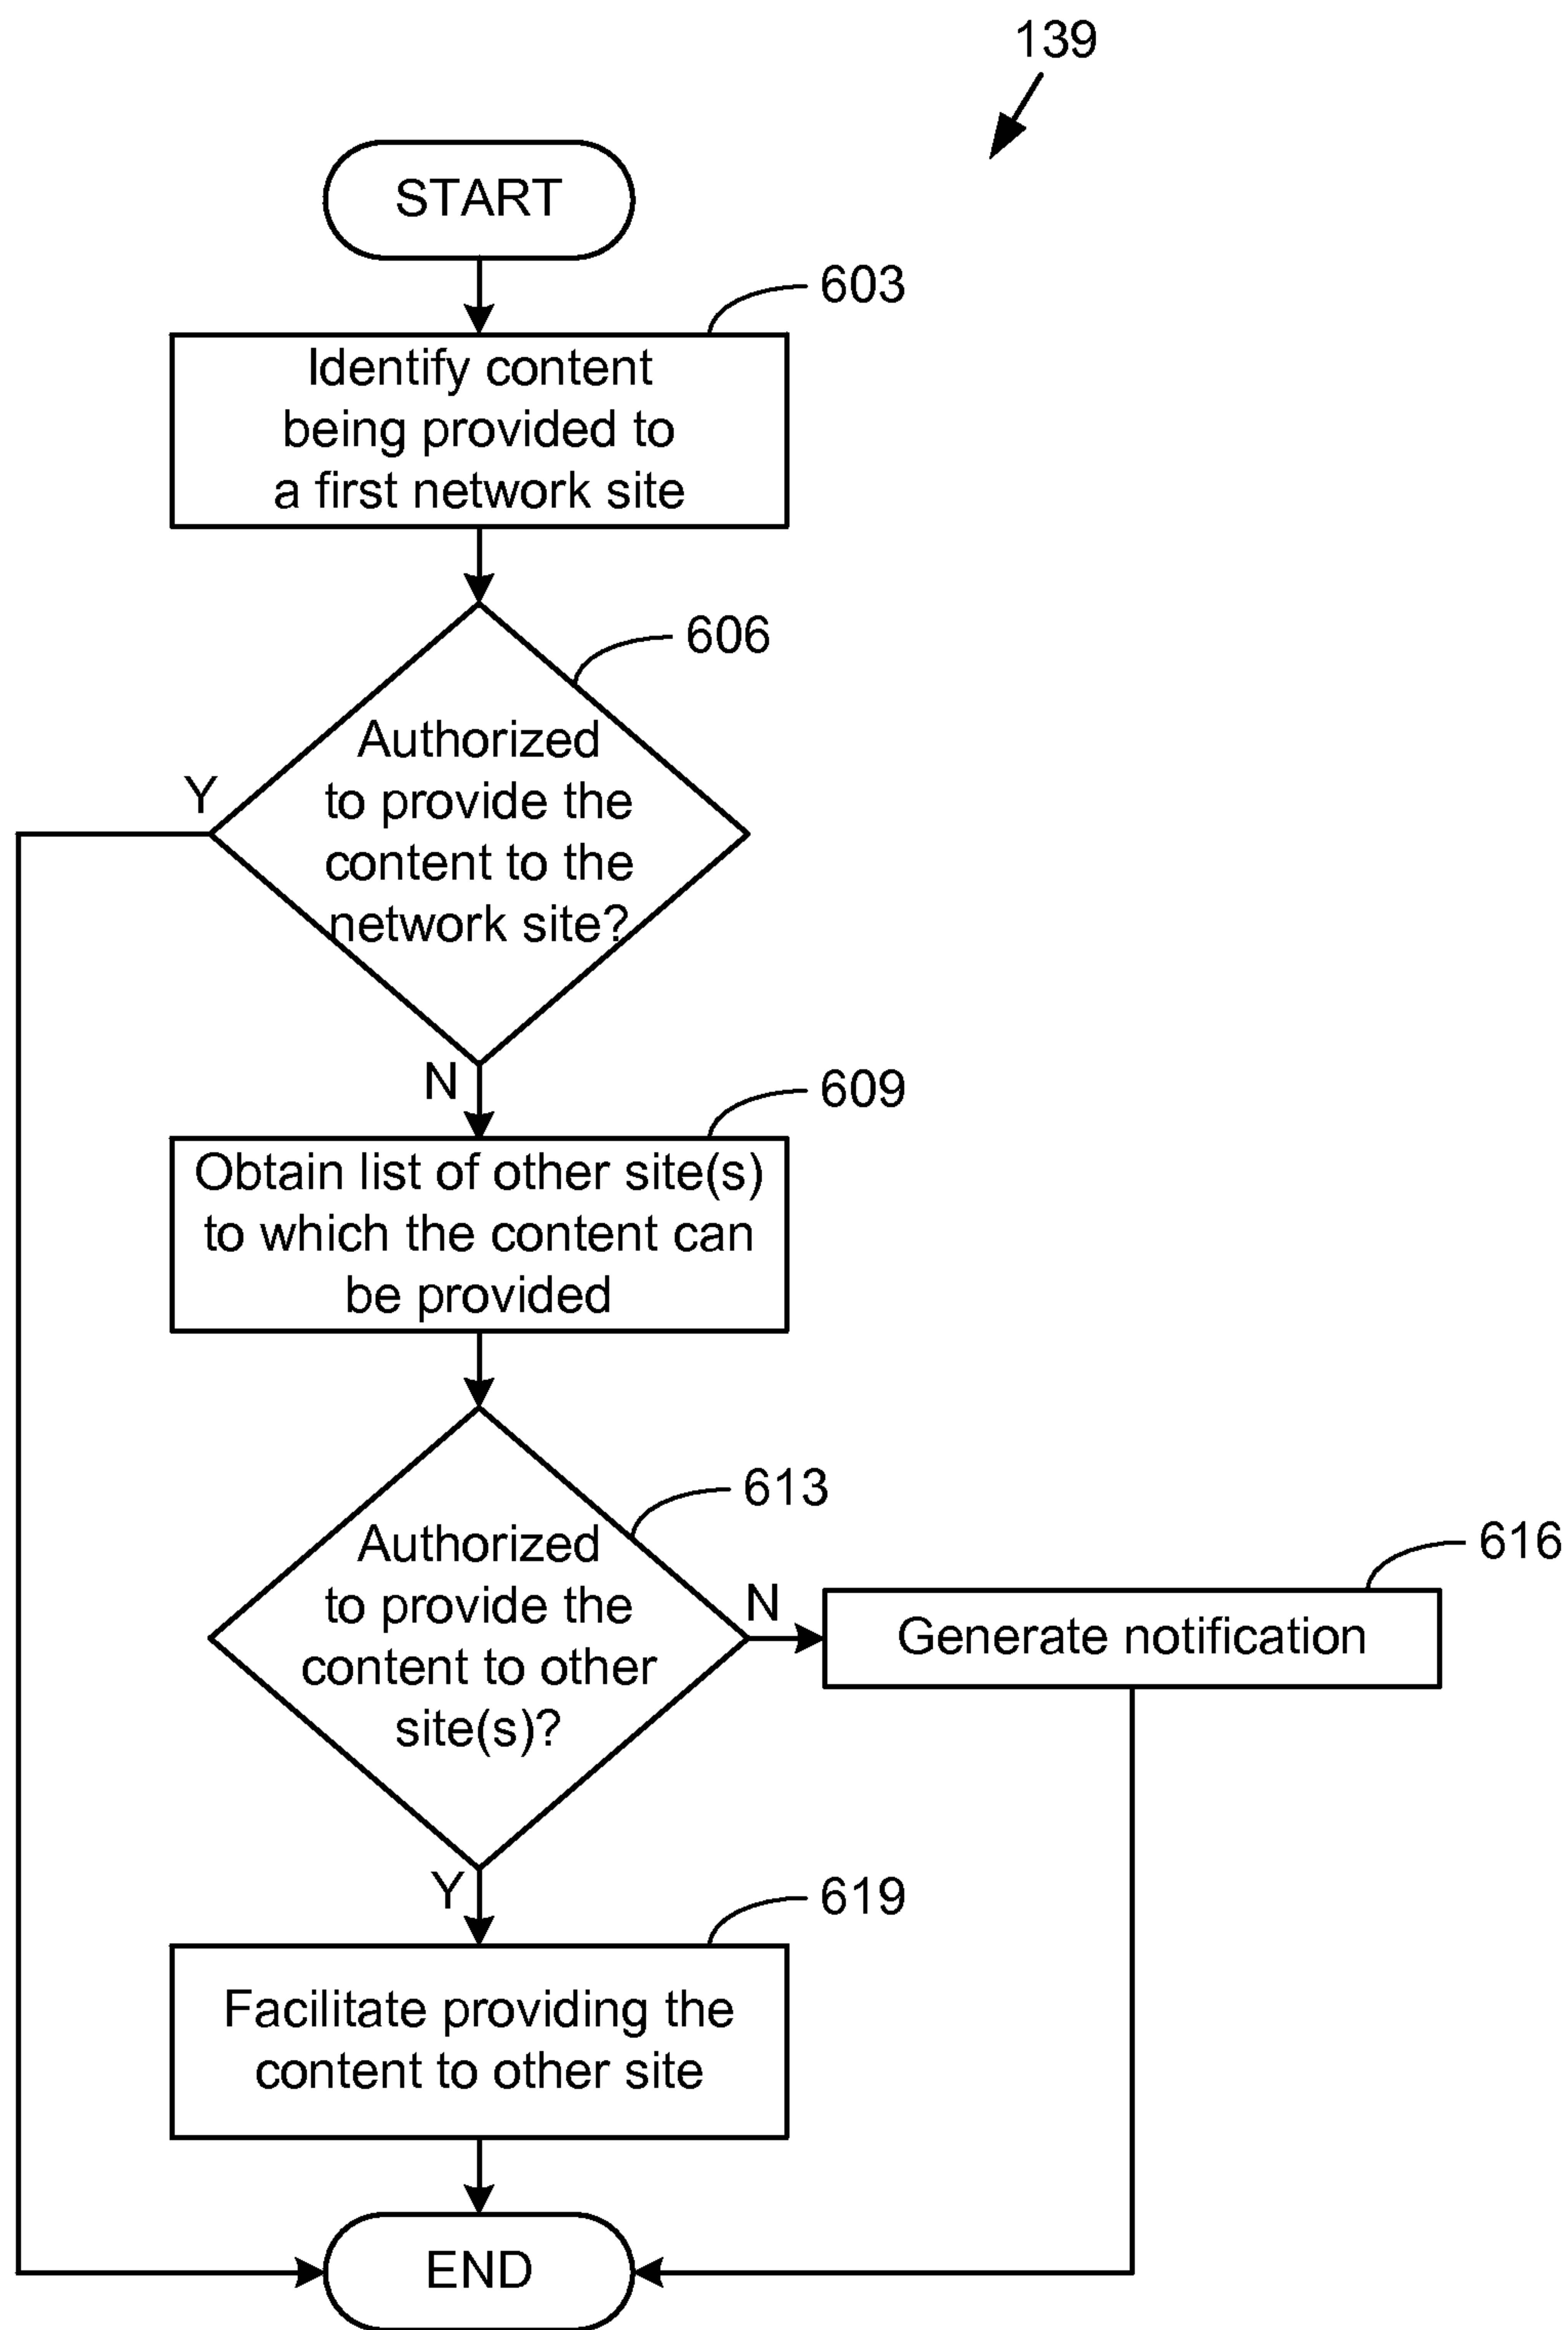 139
START
603
Identify content
being provided to
a first network site
606
Authorized
to provide the
content to the
network site?
Y
N
609
Obtain list of other site(s)
to which the content can
be provided
613
Authorized
to provide the
content to other
site(s)?
N
616
Generate notification
Y
619
Facilitate providing the
content to other site
END